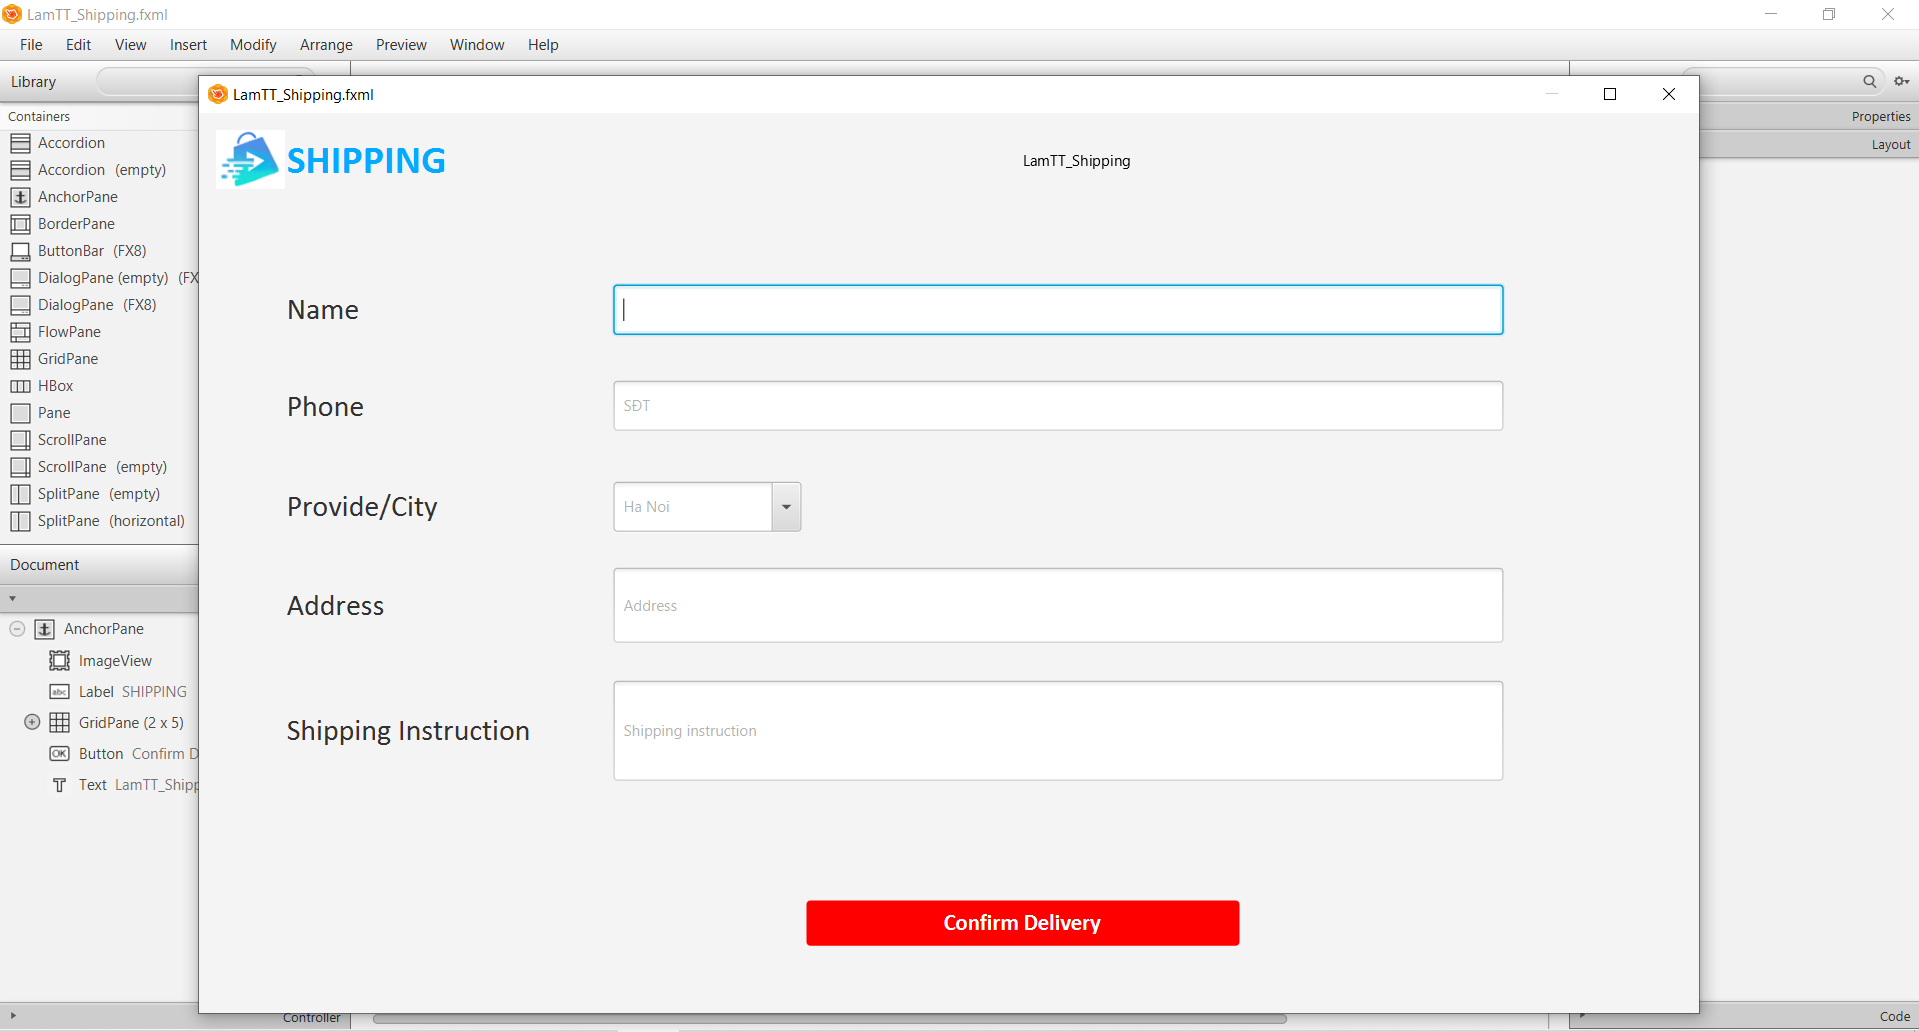 LamTT_Shipping.fxml
File Edit View Insert Modify Arrange Preview Window Help
Library
Containers
Accordion
Accordion (empty)
AnchorPane
BorderPane
ButtonBar (FX8)
DialogPane (empty) (FX
DialogPane (FX8)
FlowPane
GridPane
HBox
Pane
ScrollPane
ScrollPane (empty)
SplitPane (empty)
SplitPane (horizontal)
Document
AnchorPane
ImageView
Label SHIPPING
GridPane (2 x 5)
Button Confirm D
Text LamTT_Shipp
Controller
LamTT_Shipping.fxml
SHIPPING
LamTT_Shipping
Name
Phone
SĐT
Provide/City
Ha Noi
Address
Address
Shipping Instruction
Shipping instruction
Confirm Delivery
Properties
Layout
Code